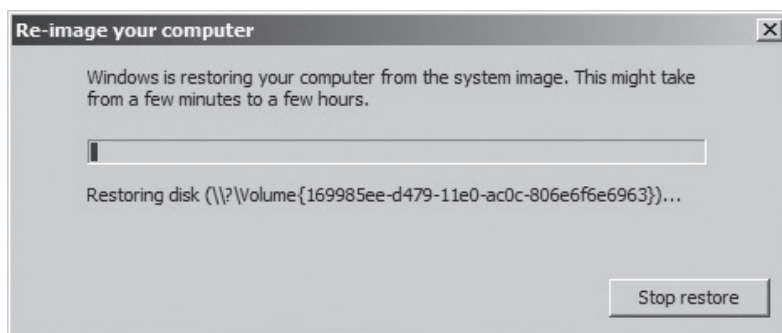 Re-image your computer
Windows is restoring your computer from the system image. This might take
from a few minutes to a few hours.
Restoring disk (\\?\Volume{169985ee-d479-11e0-ac0c-806e6f6e6963})...
Stop restore